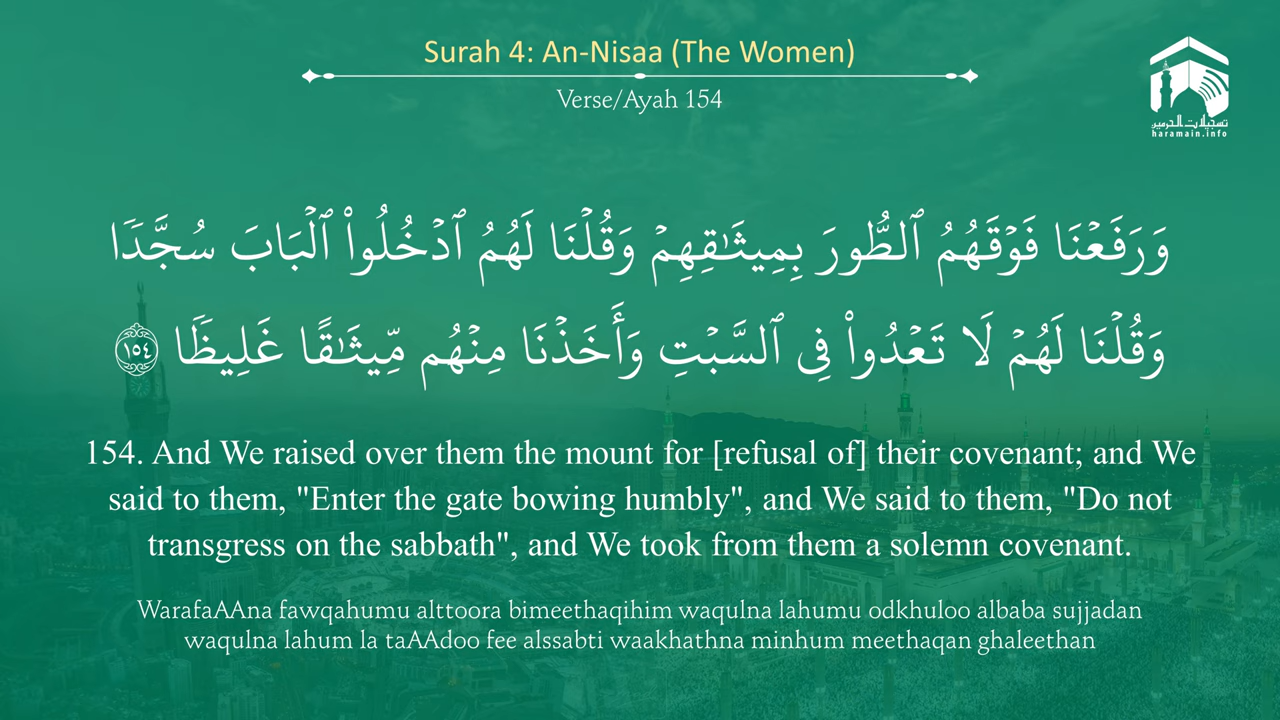 Surah 4: An-Nisaa (The Women)
Verse/Ayah 154
تسجيلات الحرمين
haramain.info
وَرَفَعۡنَا فَوۡقَهُمُ ٱلطُّورَ بِمِيثَٰقِهِمۡ وَقُلۡنَا لَهُمُ ٱدۡخُلُواْ ٱلۡبَابَ سُجَّدٗا
وَقُلۡنَا لَهُمۡ لَا تَعۡدُواْ فِي ٱلسَّبۡتِ وَأَخَذۡنَا مِنۡهُم مِّيثَٰقًا غَلِيظٗا ١٥٤
154. And We raised over them the mount for [refusal of] their covenant; and We
said to them, "Enter the gate bowing humbly", and We said to them, "Do not
transgress on the sabbath", and We took from them a solemn covenant.
WarafaAAna fawqahumu alttoora bimeethaqihim waqulna lahumu odkhuloo albaba sujjadan
waqulna lahum la taAAdoo fee alssabti waakhathna minhum meethaqan ghaleethan